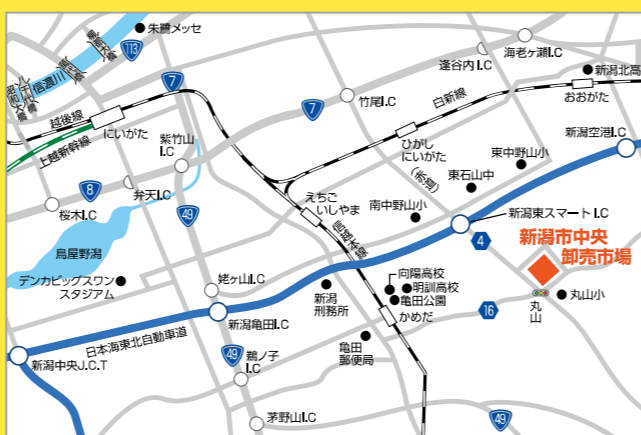 朱鷺メッセ
113
信濃川
7
海老ヶ瀬I.C
逢谷内I.C
新潟北高
おおがた
竹尾I.C
7
白新線
越後線
にいがた
上越新幹線
紫竹山
I.C
ひがし
にいがた
新潟空港I.C
東中野山小
(赤道)
東石山中
8
弁天I.C
49
桜木I.C
えちご
いしやま
南中野山小
新潟東スマートI.C
信越本線
4
新潟市中央
卸売市場
鳥屋野潟
デンカビッグスワン
スタジアム
姥ヶ山I.C
新潟
刑務所
向陽高校
明訓高校
亀田公園
かめだ
16
丸山
丸山小
新潟亀田I.C
日本海東北自動車道
新潟中央J.C.T
49
鵜ノ子
I.C
亀田
郵便局
茅野山I.C
49